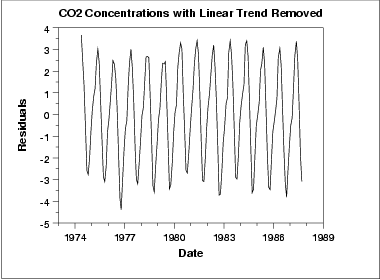 CO2 Concentrations with Linear Trend Removed
4
3
2
1
0
-1
-2
-3
-4
-5
Residuals
1974 1977 1980 1983 1986 1989
Date